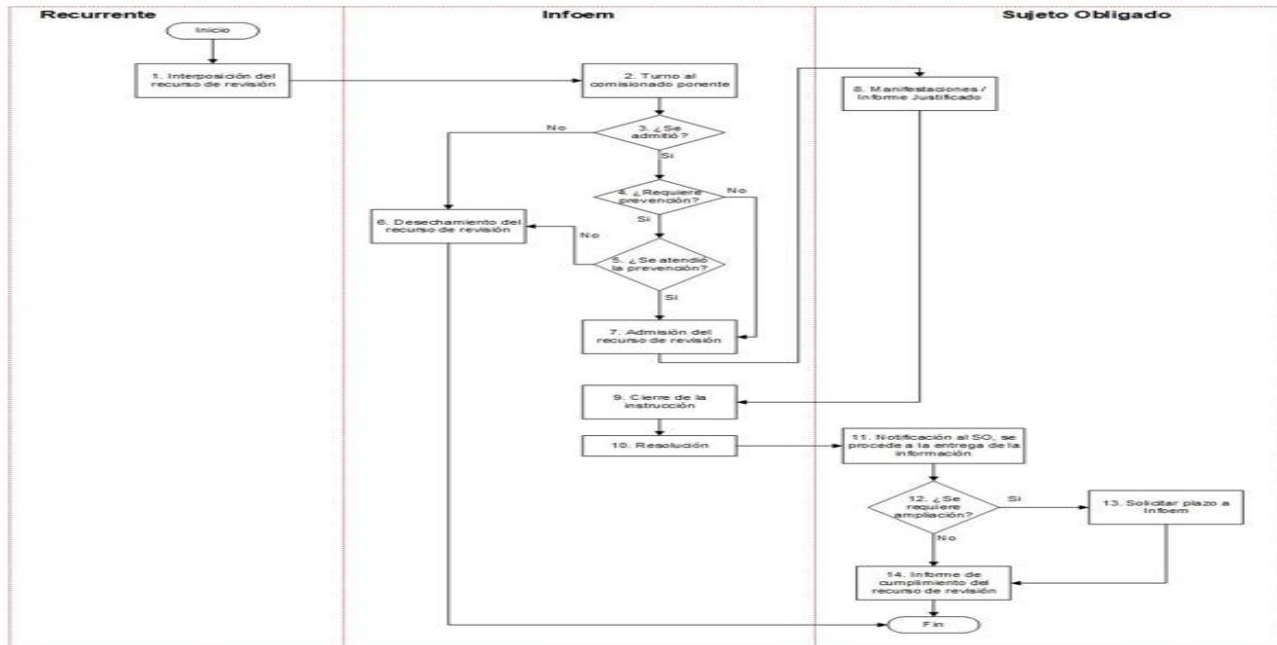 Recurrente
Infoem
Sujeto Obligado
Inicio
1. Interposición del
recurso de revisión
2. Turno al
comisionado ponente
3. ¿Se
admitió?
No
Si
4. ¿Requiere
prevención?
No
Si
5. ¿Se atendió
la prevención?
No
Si
6. Desechamiento del
recurso de revisión
7. Admisión del
recurso de revisión
8. Manifestaciones /
Informe Justificado
9. Cierre de la
instrucción
10. Resolución
11. Notificación al SO, se
procede a la entrega de la
información
12. ¿Se
requiere
ampliación?
Si
No
13. Solicitar plazo a
Infoem
14. Informe de
cumplimiento del
recurso de revisión
Fin